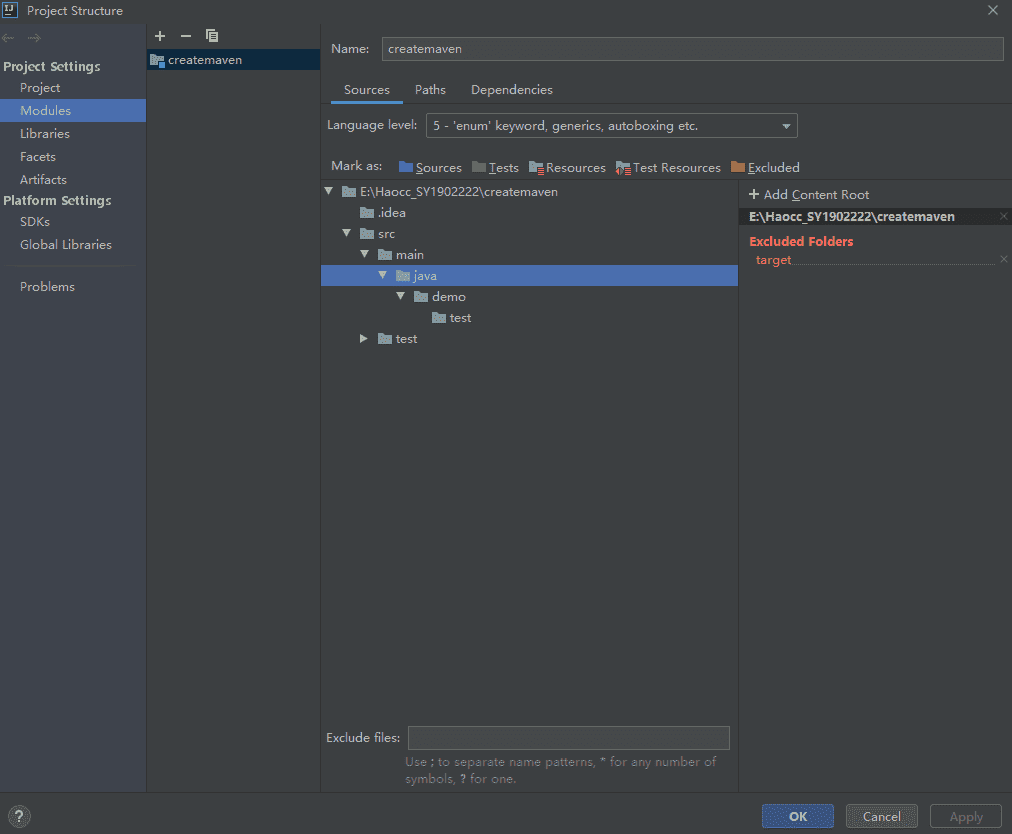 Project Structure
Project Settings
Project
Modules
Libraries
Facets
Artifacts
Platform Settings
SDKs
Global Libraries
Problems
createmaven
Name: createmaven
Sources Paths Dependencies
Language level: 5 - 'enum' keyword, generics, autoboxing etc.
Mark as: Sources Tests Resources Test Resources Excluded
E:\Haocc_SY1902222\createmaven
.idea
src
main
java
demo
test
test
+ Add Content Root
E:\Haocc_SY1902222\createmaven
Excluded Folders
target
Exclude files:
Use ; to separate name patterns, * for any number of
symbols, ? for one.
?
OK Cancel Apply